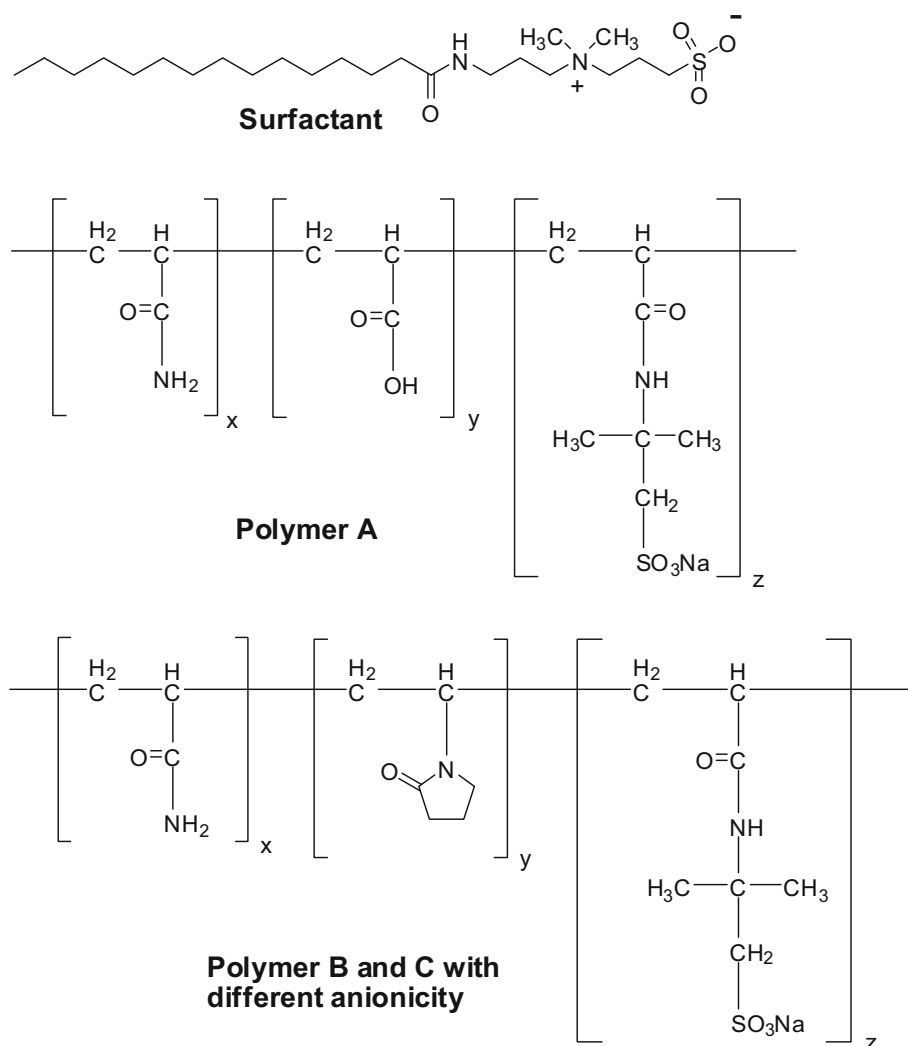 H H₃C CH₃ O O⁻
N N S
O + O
Surfactant
H₂ H H₂ H H₂ H
C C C C C C
O=C O=C C=O
NH₂ OH NH
x y
H₃C C CH₃
CH₂
Polymer A
SO₃Na
z
H₂ H H₂ H H₂ H
C C C C C C
O=C O N O=C
NH₂ NH
x y
H₃C C CH₃
CH₂
Polymer B and C with
different anionicity
SO₃Na
z